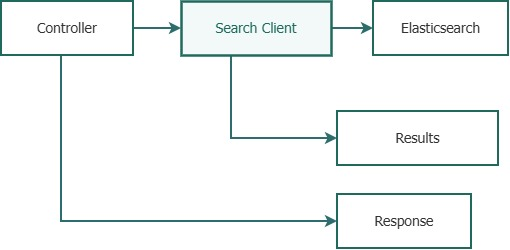 Controller
Search Client
Elasticsearch
Results
Response